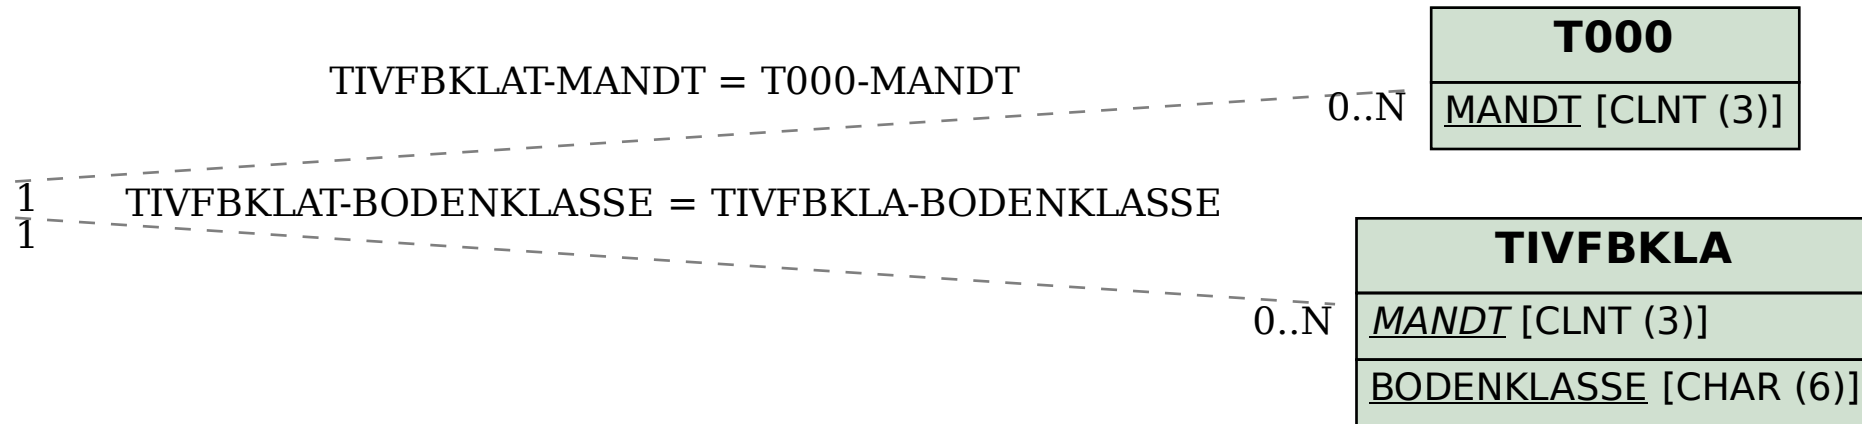 T000
TIVFBKLAT-MANDT = T000-MANDT
0..N
MANDT [CLNT (3)]
1
TIVFBKLAT-BODENKLASSE = TIVFBKLA-BODENKLASSE
1
TIVFBKLA
0..N
MANDT [CLNT (3)]
BODENKLASSE [CHAR (6)]